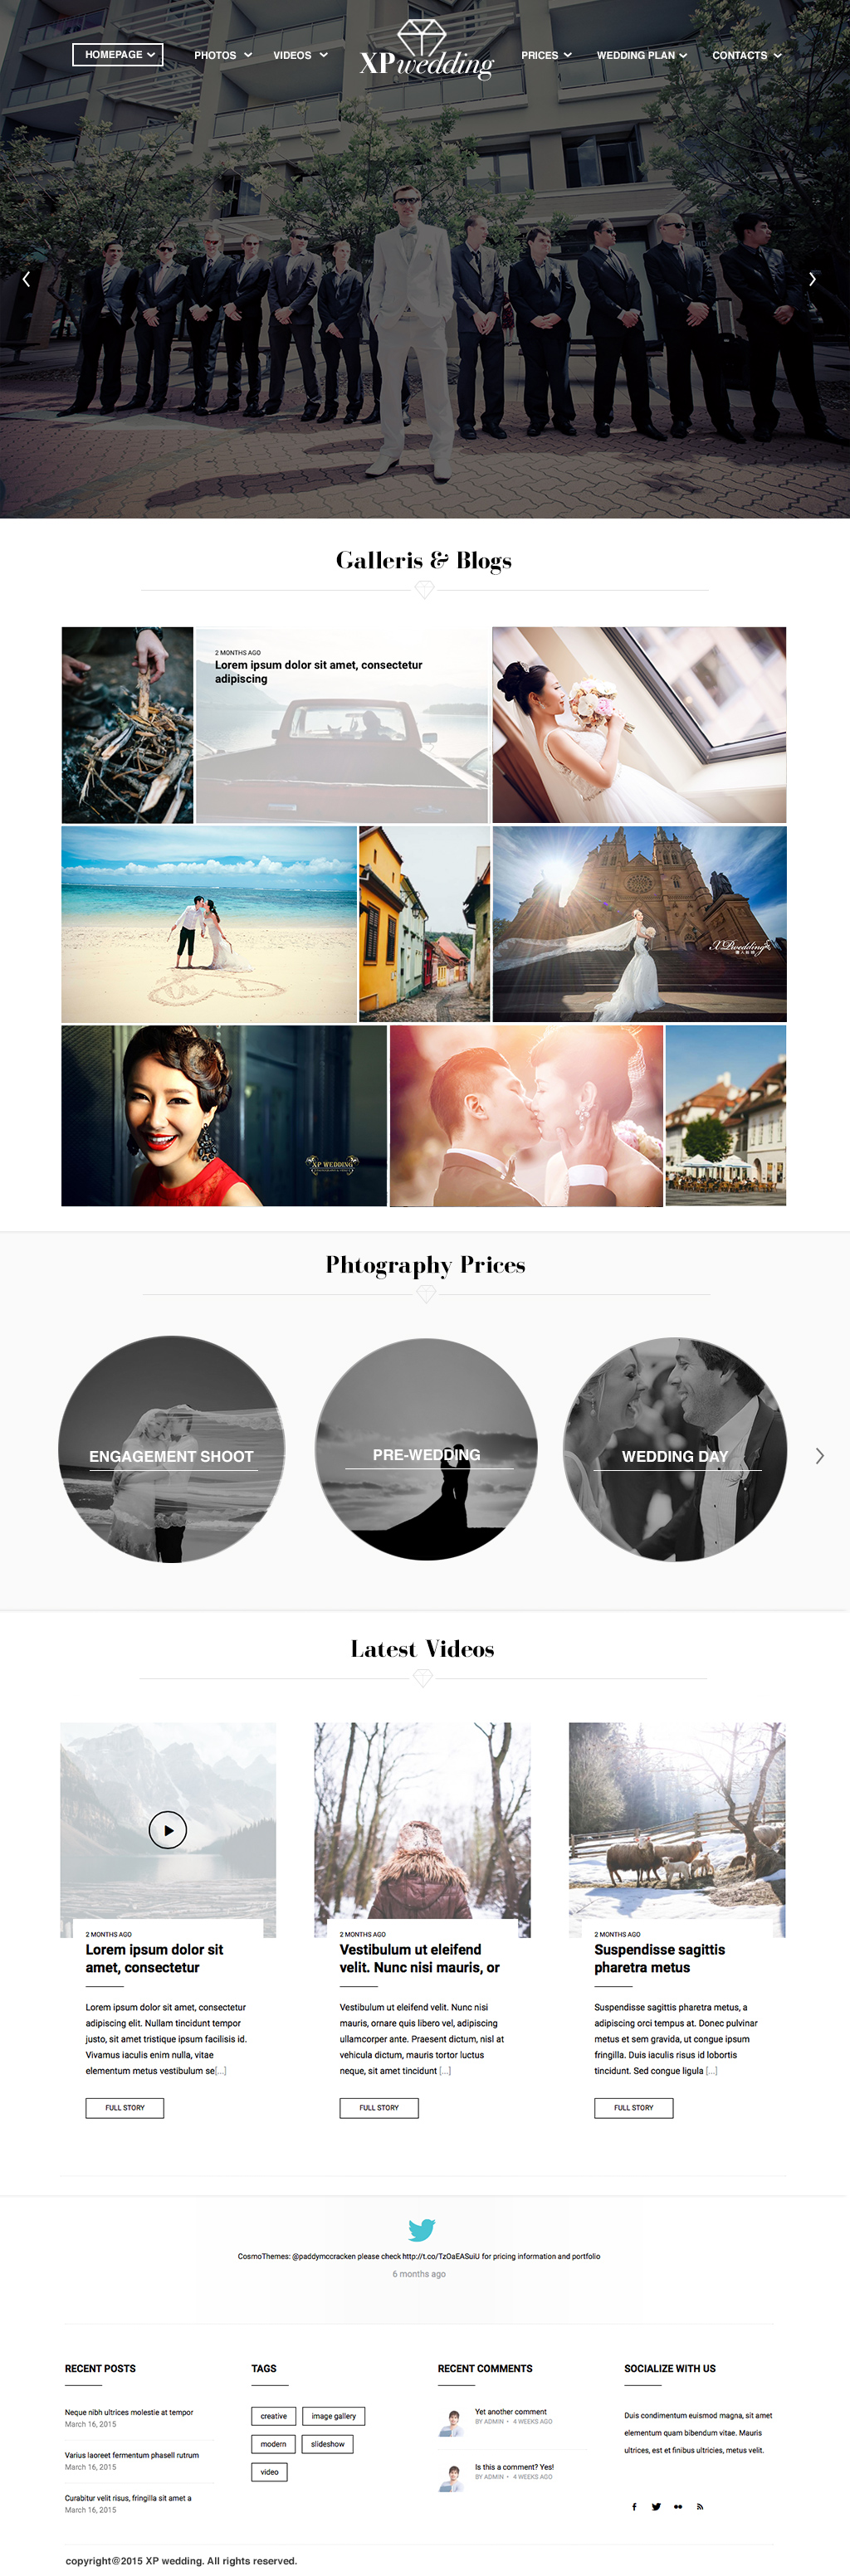 HOMEPAGE
PHOTOS
VIDEOS
XP wedding
PRICES
WEDDING PLAN
CONTACTS
Galleris & Blogs
2 MONTHS AGO
Lorem ipsum dolor sit amet, consectetur
adipiscing
XPwedding
XP WEDDING
Phtography Prices
ENGAGEMENT SHOOT
PRE-WEDDING
WEDDING DAY
Latest Videos
2 MONTHS AGO
Lorem ipsum dolor sit
amet, consectetur
Lorem ipsum dolor sit amet, consectetur
adipiscing elit. Nullam tincidunt tempor
justo, sit amet tristique ipsum facilisis id.
Vivamus iaculis enim nulla, vitae
elementum metus vestibulum se[...]
FULL STORY
2 MONTHS AGO
Vestibulum ut eleifend
velit. Nunc nisi mauris, or
Vestibulum ut eleifend velit. Nunc nisi
mauris, ornare quis libero vel, adipiscing
ullamcorper ante. Praesent dictum, nisl at
vehicula dictum, mauris tortor luctus
neque, sit amet tincidunt [...]
FULL STORY
2 MONTHS AGO
Suspendisse sagittis
pharetra metus
Suspendisse sagittis pharetra metus, a
adipiscing orci tempus at. Donec pulvinar
metus et sem gravida, ut congue ipsum
fringilla. Duis iaculis risus id lobortis
tincidunt. Sed congue ligula [...]
FULL STORY
CosmoThemes: @paddymccracken please check http://t.co/TzOaEASuiU for pricing information and portfolio
6 months ago
RECENT POSTS
Neque nibh ultrices molestie at tempor
March 16, 2015
Varius laoreet fermentum phasell rutrum
March 16, 2015
Curabitur velit risus, fringilla sit amet a
March 16, 2015
TAGS
creative
image gallery
modern
slideshow
video
RECENT COMMENTS
Yet another comment
BY ADMIN • 4 WEEKS AGO
Is this a comment? Yes!
BY ADMIN • 4 WEEKS AGO
SOCIALIZE WITH US
Duis condimentum euismod magna, sit amet
elementum quam bibendum vitae. Mauris
ultrices, est et finibus ultricies, metus velit.
copyright@2015 XP wedding. All rights reserved.